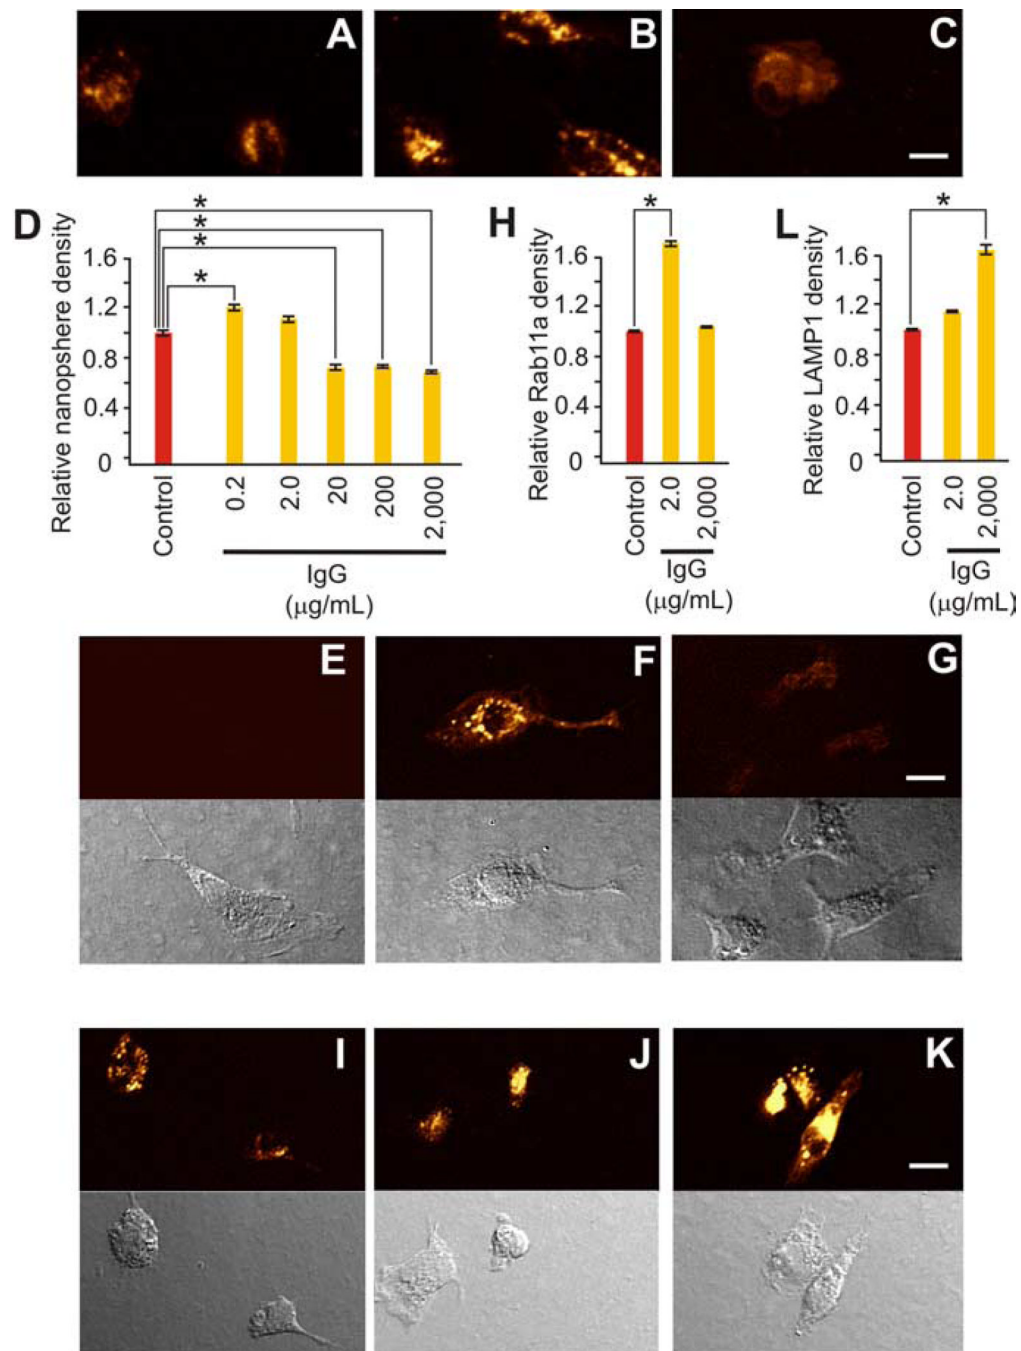 A B C
D H L
Relative nanopshere density
1.6
1.2
0.8
0.4
0
* * * *
Control 0.2 2.0 20 200 2,000
IgG
(µg/mL)
Relative Rab11a density
1.6
1.2
0.8
0.4
0
*
Control 2.0 2,000
IgG
(µg/mL)
Relative LAMP1 density
1.6
1.2
0.8
0.4
0
*
Control 2.0 2,000
IgG
(µg/mL)
E F G
I J K